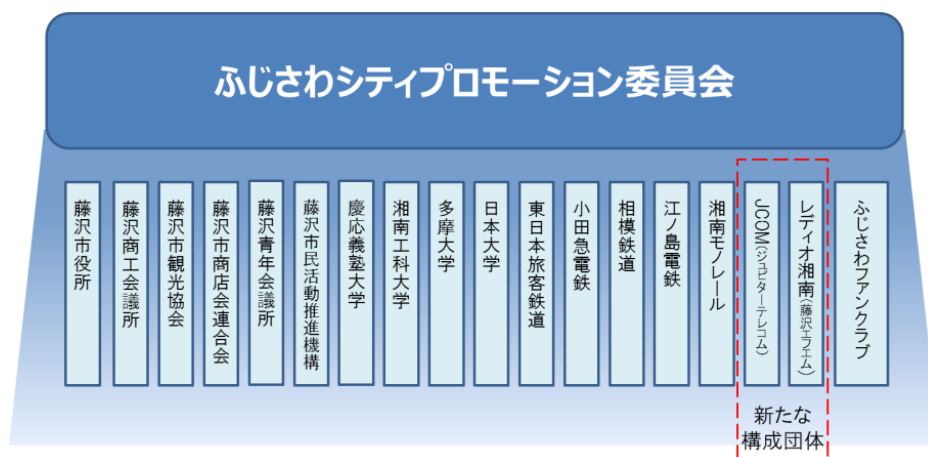 ふじさわシティプロモーション委員会
藤沢市役所
藤沢商工会議所
藤沢市観光協会
藤沢市商店会連合会
藤沢青年会議所
藤沢市民活動推進機構
慶応義塾大学
湘南工科大学
多摩大学
日本大学
東日本旅客鉄道
小田急電鉄
相模鉄道
江ノ島電鉄
湘南モノレール
JCOM(ジュピターテレコム)
レディオ湘南(藤沢エフエム)
ふじさわファンクラブ
新たな
構成団体